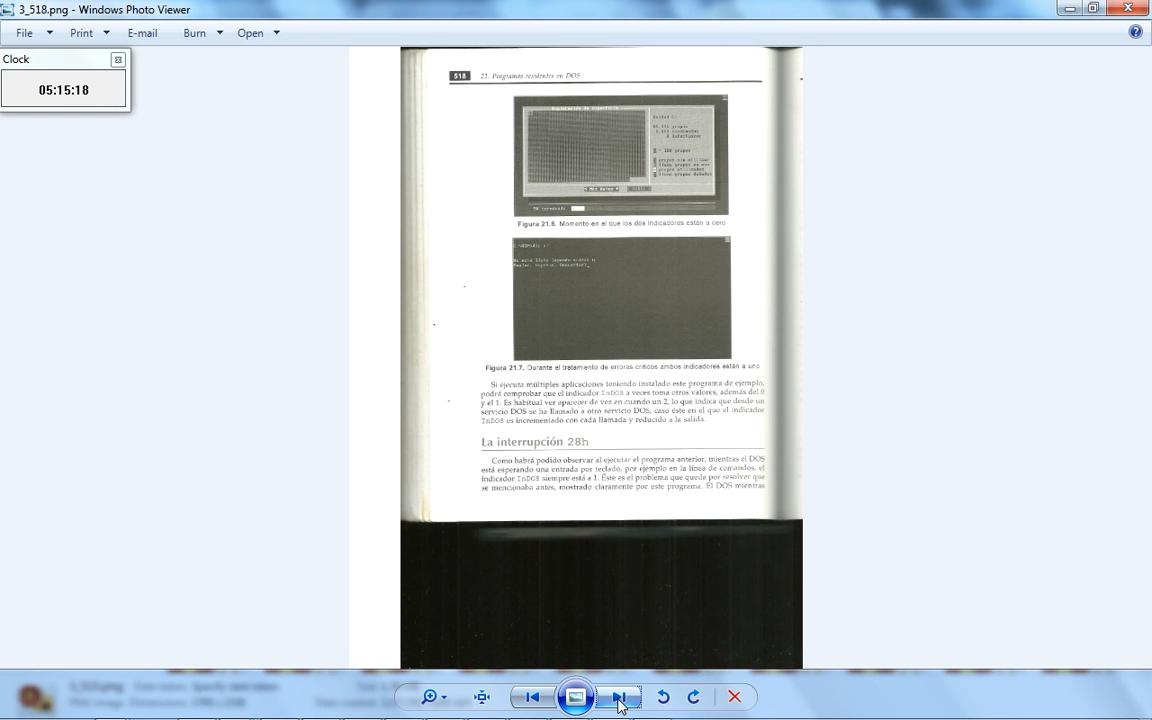 3_518.png - Windows Photo Viewer
File Print E-mail Burn Open
Clock
05:15:18
518 21. Programas residentes en DOS
Figura 21.6. Momento en el que los dos indicadores están a cero
Figura 21.7. Durante el tratamiento de errores críticos ambos indicadores están a uno
Si ejecuta múltiples aplicaciones teniendo instalado este programa de ejemplo,
podrá comprobar que el indicador InDOS a veces toma otros valores, además del 0
y el 1. Es habitual ver aparecer de vez en cuando un 2, lo que indica que desde un
servicio DOS se ha llamado a otro servicio DOS, caso éste en el que el indicador
InDOS es incrementado con cada llamada y reducido a la salida.
La interrupción 28h
Como habrá podido observar al ejecutar el programa anterior, mientras el DOS
está esperando una entrada por teclado, por ejemplo en la línea de comandos, el
indicador InDOS siempre está a 1. Éste es el problema que queda por resolver que
se mencionaba antes, mostrado claramente por este programa. El DOS mientras